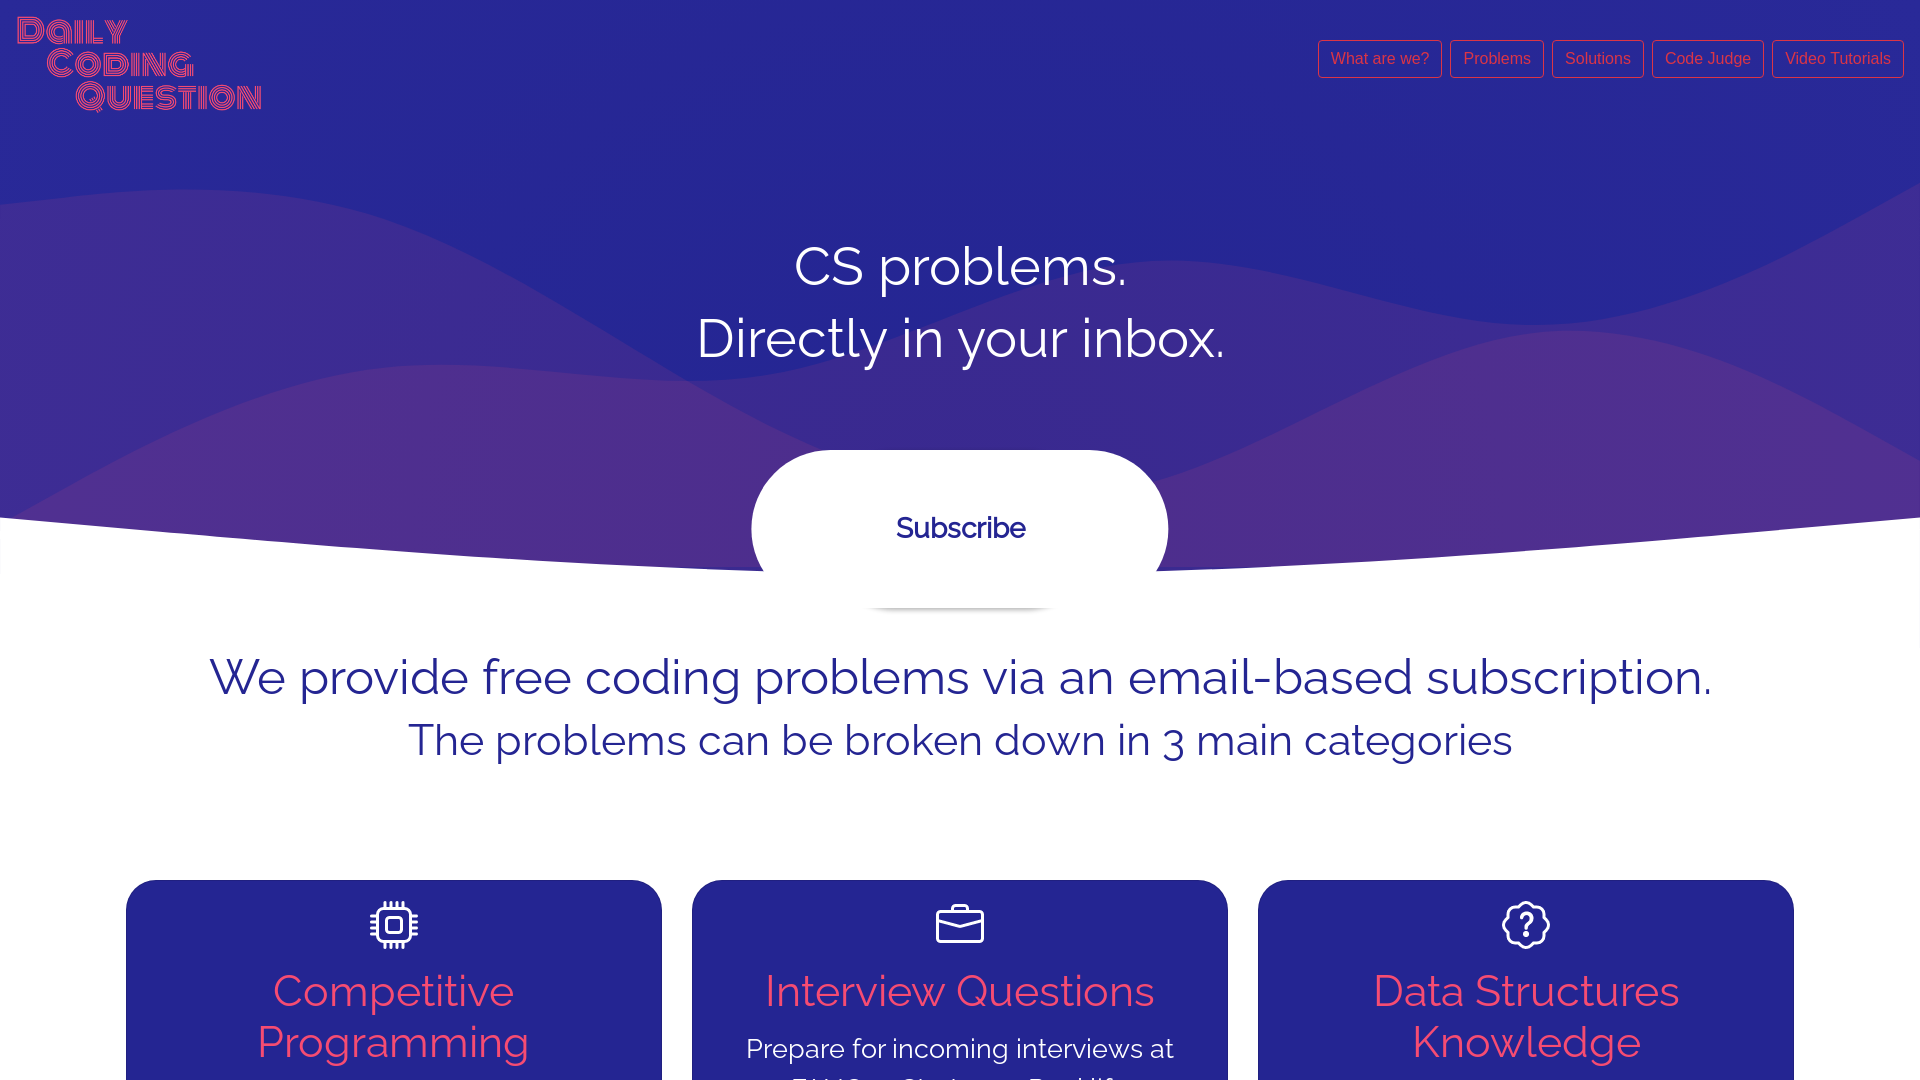 Daily
Coding
Question
What are we?
Problems
Solutions
Code Judge
Video Tutorials
CS problems.
Directly in your inbox.
Subscribe
We provide free coding problems via an email-based subscription.
The problems can be broken down in 3 main categories
Competitive
Programming
Interview Questions
Prepare for incoming interviews at
Data Structures
Knowledge